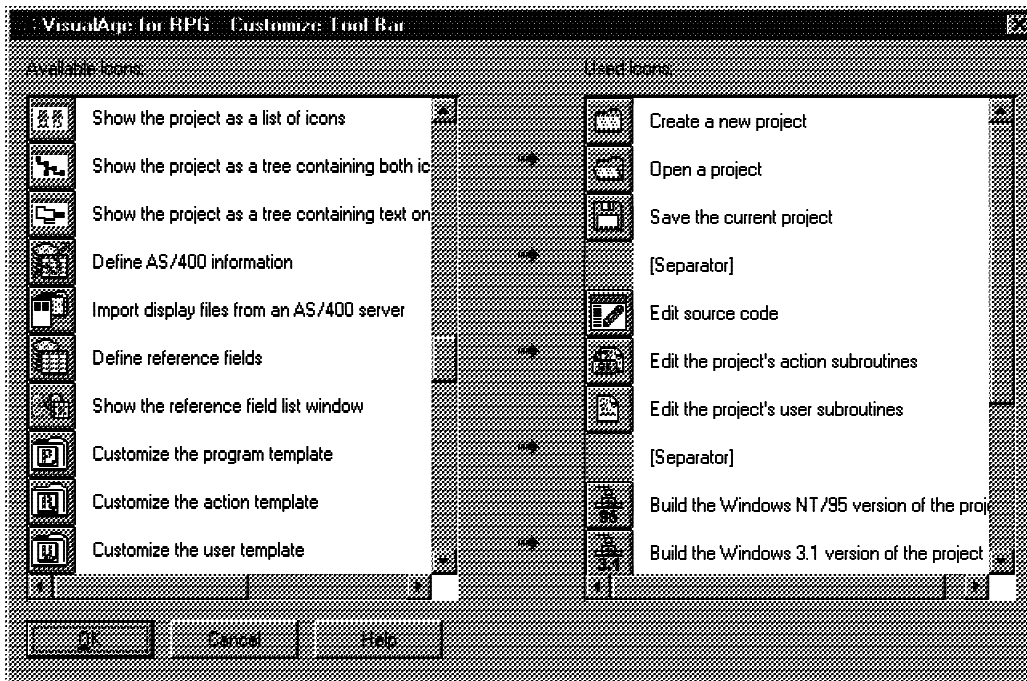 VisualAge for RPG - Customize Tool Bar
Available Icons:
Show the project as a list of icons
Show the project as a tree containing both ic
Show the project as a tree containing text on
Define AS/400 information
Import display files from an AS/400 server
Define reference fields
Show the reference field list window
Customize the program template
Customize the action template
Customize the user template
Used Icons:
Create a new project
Open a project
Save the current project
[Separator]
Edit source code
Edit the project's action subroutines
Edit the project's user subroutines
[Separator]
Build the Windows NT/95 version of the proj
Build the Windows 3.1 version of the project
OK
Cancel
Help